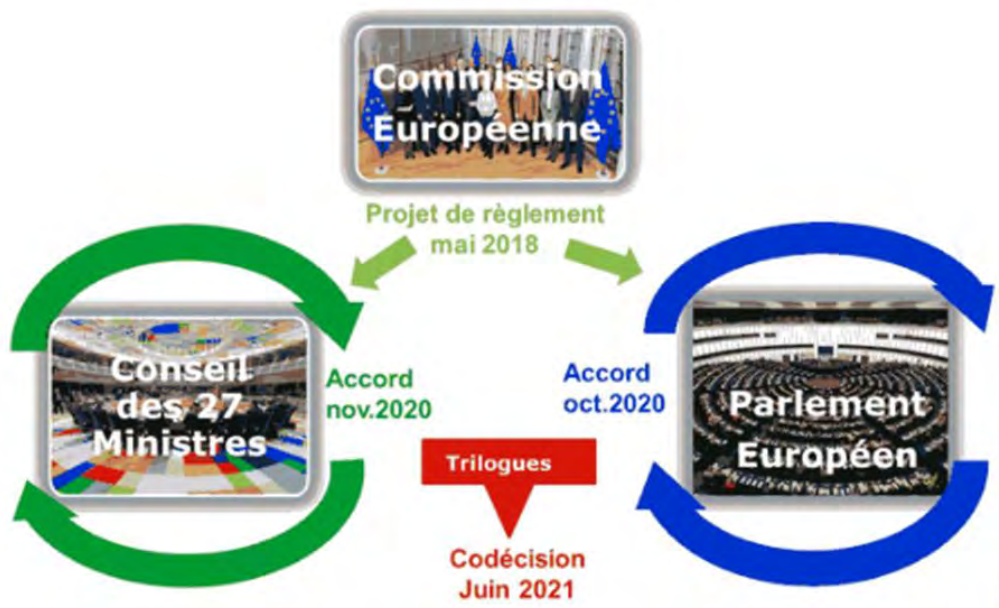 Commission
Européenne
Projet de règlement
mai 2018
Conseil
des 27
Ministres
Accord
nov.2020
Accord
oct.2020
Parlement
Européen
Trilogues
Codécision
Juin 2021